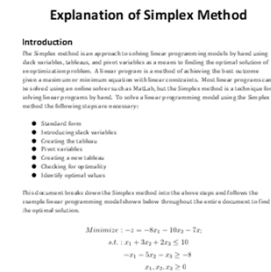 Explanation of Simplex Method
Introduction
The Simplex method is an approach to solving linear programming models by hand using
slack variables, tableaus, and pivot variables as a means to finding the optimal solution of
an optimization problem. A linear program is a method of achieving the best outcome
given a maximum or minimum equation with linear constraints. Most linear programs can
be solved using an online solver such as MatLab, but the Simplex method is a technique for
solving linear programs by hand. To solve a linear programming model using the Simplex
method the following steps are necessary:
● Standard form
● Introducing slack variables
● Creating the tableau
● Pivot variables
● Creating a new tableau
● Checking for optimality
● Identify optimal values
This document breaks down the Simplex method into the above steps and follows the
example linear programming model shown below throughout the entire document to find
the optimal solution.
Minimize : −z = −8x₁ − 10x₂ − 7x₃
s.t. : x₁ + 3x₂ + 2x₃ ≤ 10
−x₁ − 5x₂ − x₃ ≥ −8
x₁, x₂, x₃ ≥ 0